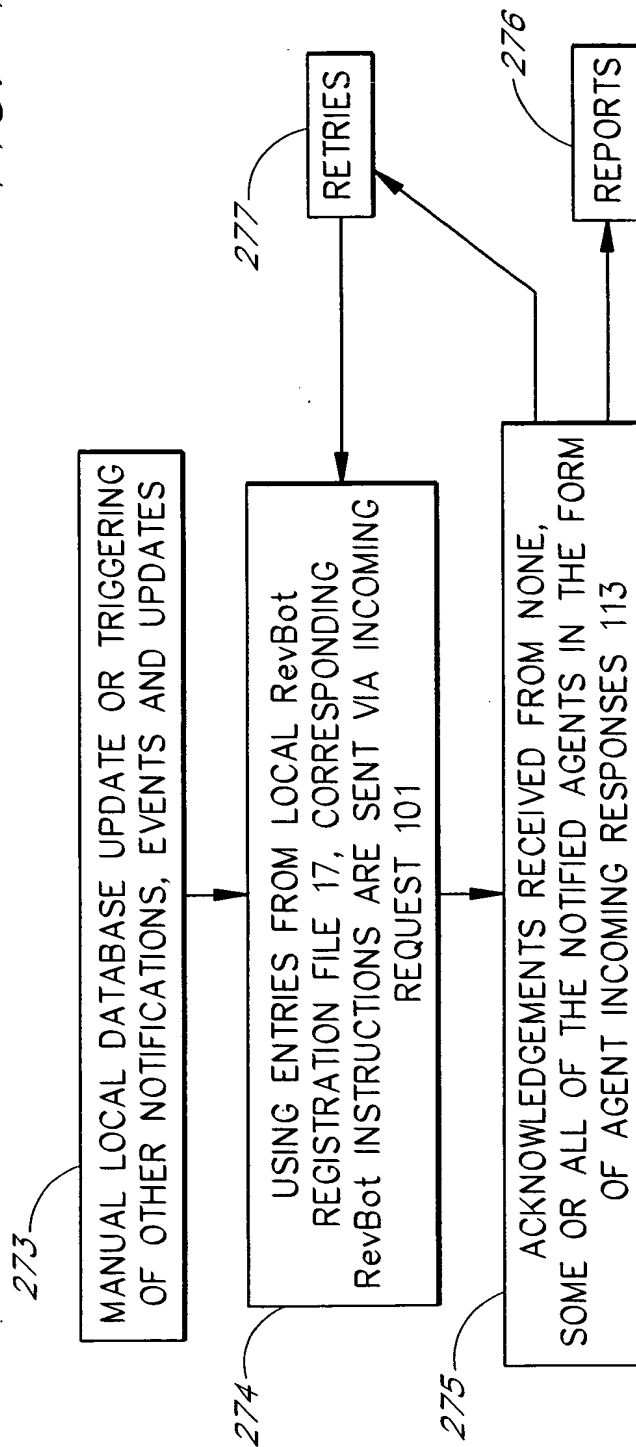 273
MANUAL LOCAL DATABASE UPDATE OR TRIGGERING
OF OTHER NOTIFICATIONS, EVENTS AND UPDATES
274
USING ENTRIES FROM LOCAL RevBot
REGISTRATION FILE 17, CORRESPONDING
RevBot INSTRUCTIONS ARE SENT VIA INCOMING
REQUEST 101
277
RETRIES
275
ACKNOWLEDGEMENTS RECEIVED FROM NONE,
SOME OR ALL OF THE NOTIFIED AGENTS IN THE FORM
OF AGENT INCOMING RESPONSES 113
276
REPORTS